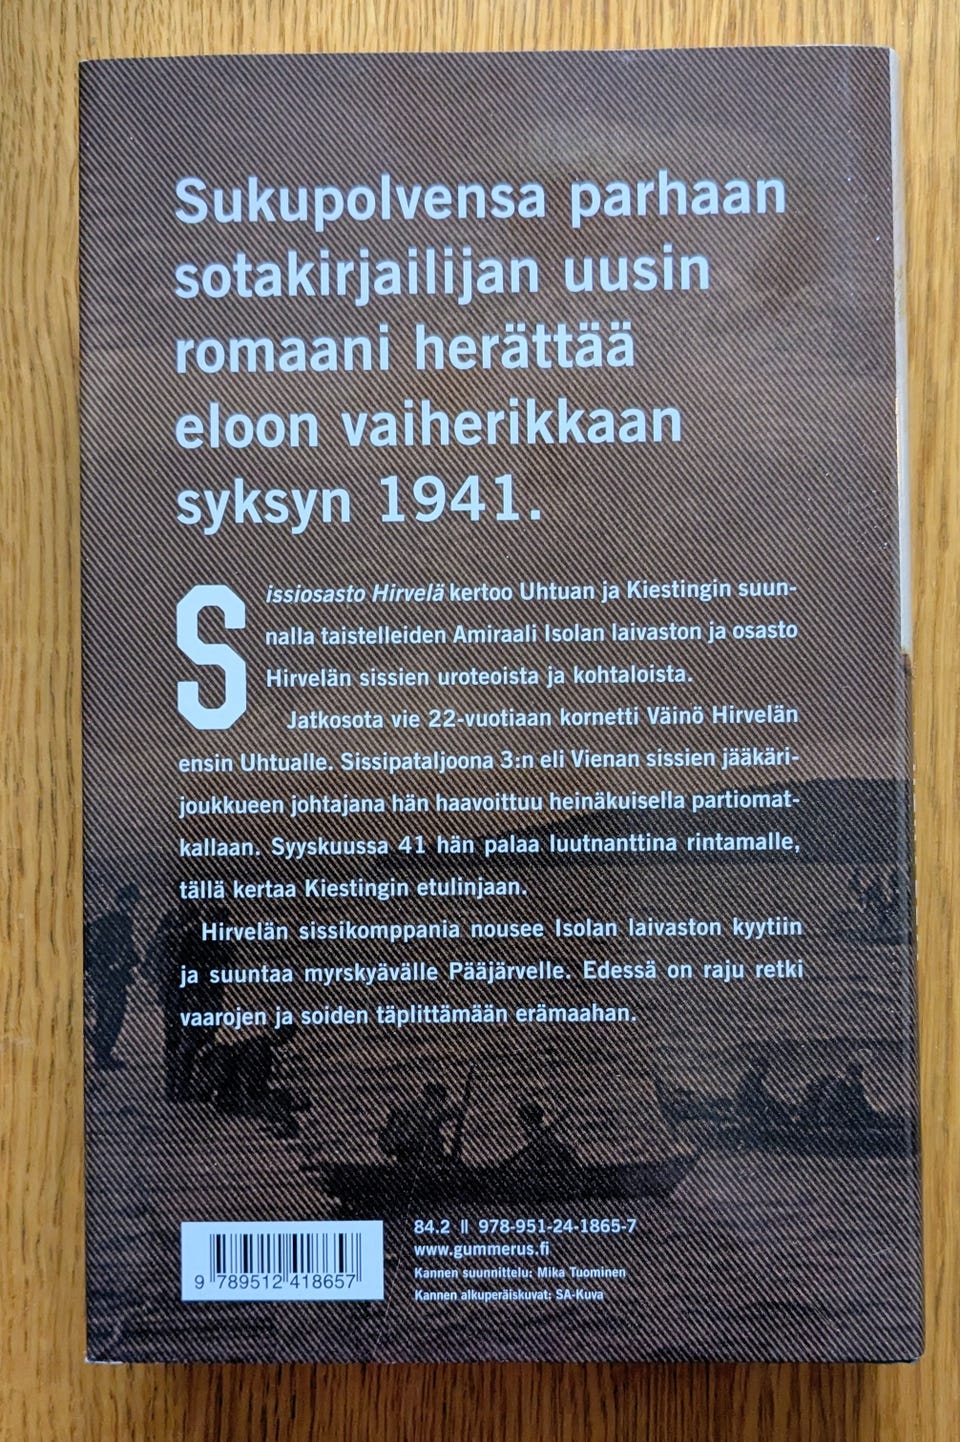 Sukupolvensa parhaan
sotakirjailijan uusin
romaani herättää
eloon vaiherikkaan
syksyn 1941.
Sissiosasto Hirvelä kertoo Uhtuan ja Kiestingin suun-
nalla taistelleiden Amiraali Isolan laivaston ja osasto
Hirvelän sissien uroteoista ja kohtaloista.
Jatkosota vie 22-vuotiaan kornetti Väinö Hirvelän
ensin Uhtualle. Sissipataljoona 3:n eli Vienan sissien jääkäri-
joukkueen johtajana hän haavoittuu heinäkuisella partiomat-
kallaan. Syyskuussa 41 hän palaa luutnanttina rintamalle,
tällä kertaa Kiestingin etulinjaan.
Hirvelän sissikomppania nousee Isolan laivaston kyytiin
ja suuntaa myrskyävälle Pääjärvelle. Edessä on raju retki
vaarojen ja soiden täplittämään erämaahan.
84.2 || 978-951-24-1865-7
www.gummerus.fi
Kannen suunnittelu: Mika Tuominen
Kannen alkuperäiskuvat: SA-Kuva
9 789512 418657